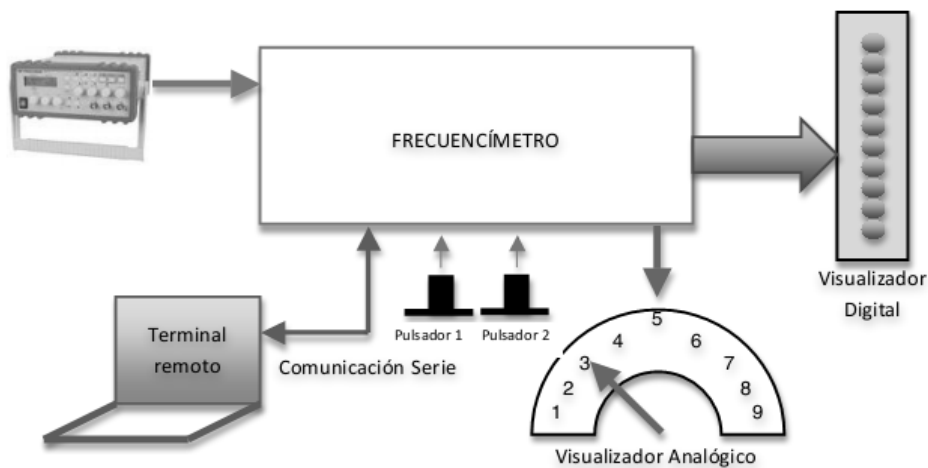 FRECUENCÍMETRO
Visualizador
Digital
Pulsador 1
Pulsador 2
Terminal
remoto
Comunicación Serie
1
2
3
4
5
6
7
8
9
Visualizador Analógico